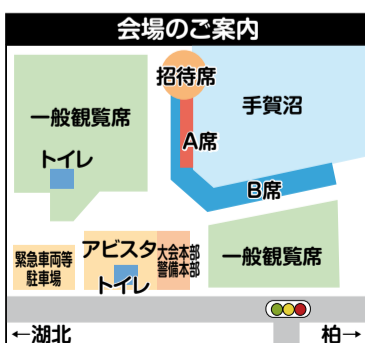 会場のご案内
招待席
手賀沼
一般観覧席
A席
トイレ
B席
アビスタ
大会本部
警備本部
緊急車両等
駐車場
トイレ
一般観覧席
←湖北
柏→